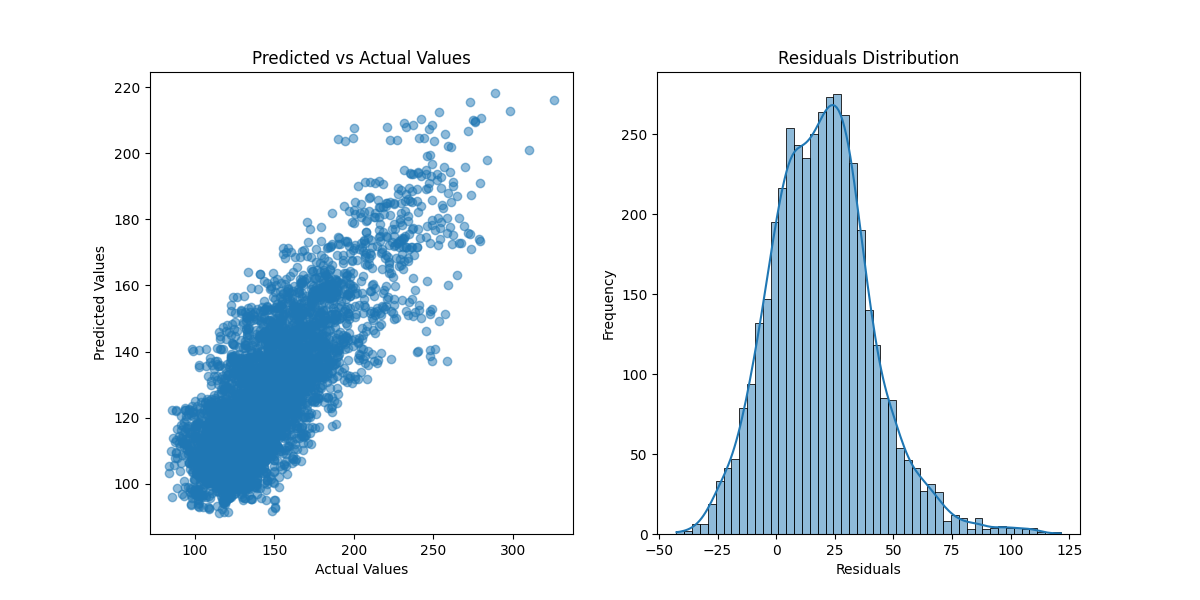 Predicted vs Actual Values
220
200
180
160
140
120
100
Predicted Values
100 150 200 250 300
Actual Values
Residuals Distribution
250
200
150
100
50
0
Frequency
−50 −25 0 25 50 75 100 125
Residuals